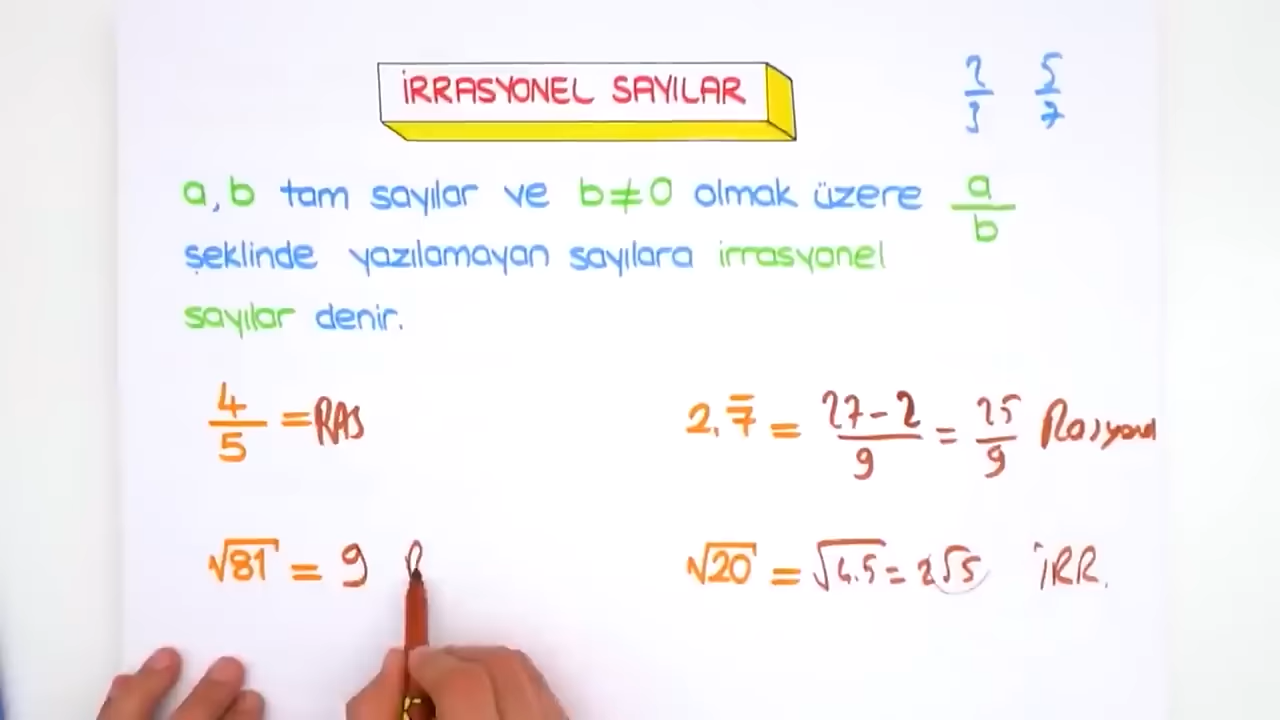 İRRASYONEL SAYILAR
2/3 5/7
a, b tam sayılar ve b≠0 olmak üzere a/b
şeklinde yazılamayan sayılara irrasyonel
sayılar denir.
4/5 = RAS
2,7̅ = 27-2/9 = 25/9 Rasyonel
√81 = 9 R
√20 = √4.5 = 2√5 İRR.